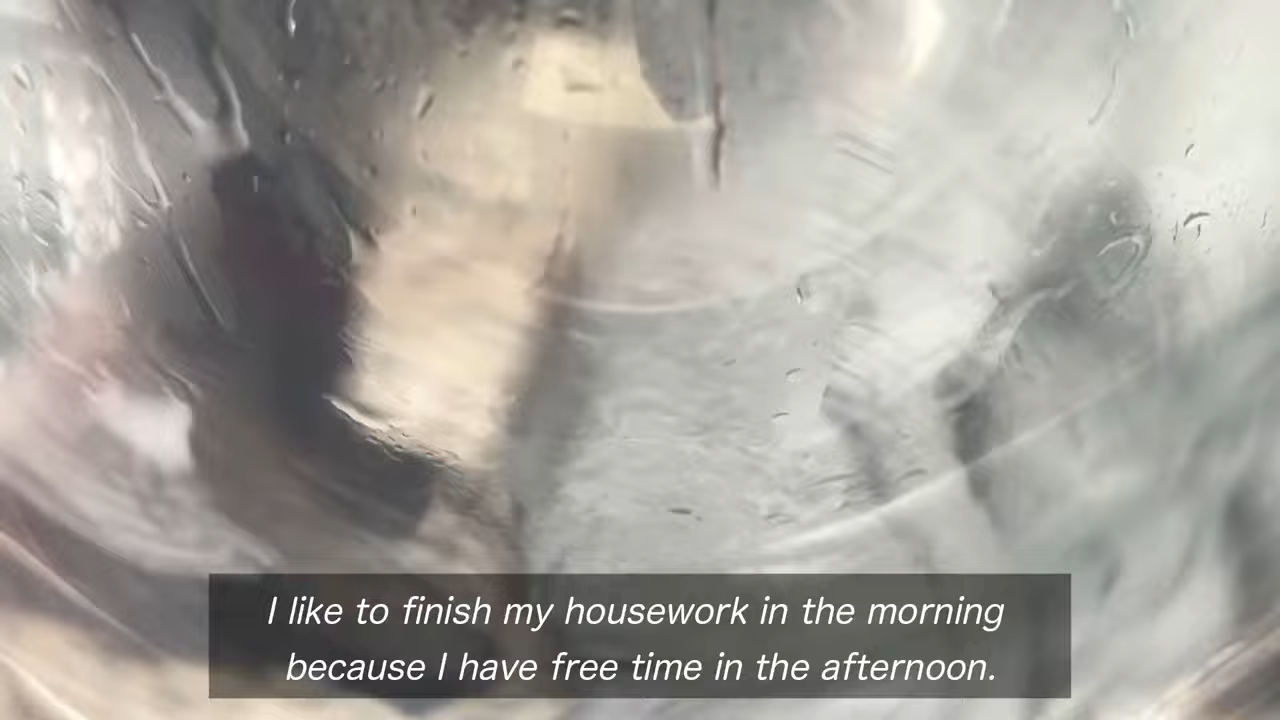 I like to finish my housework in the morning
because I have free time in the afternoon.